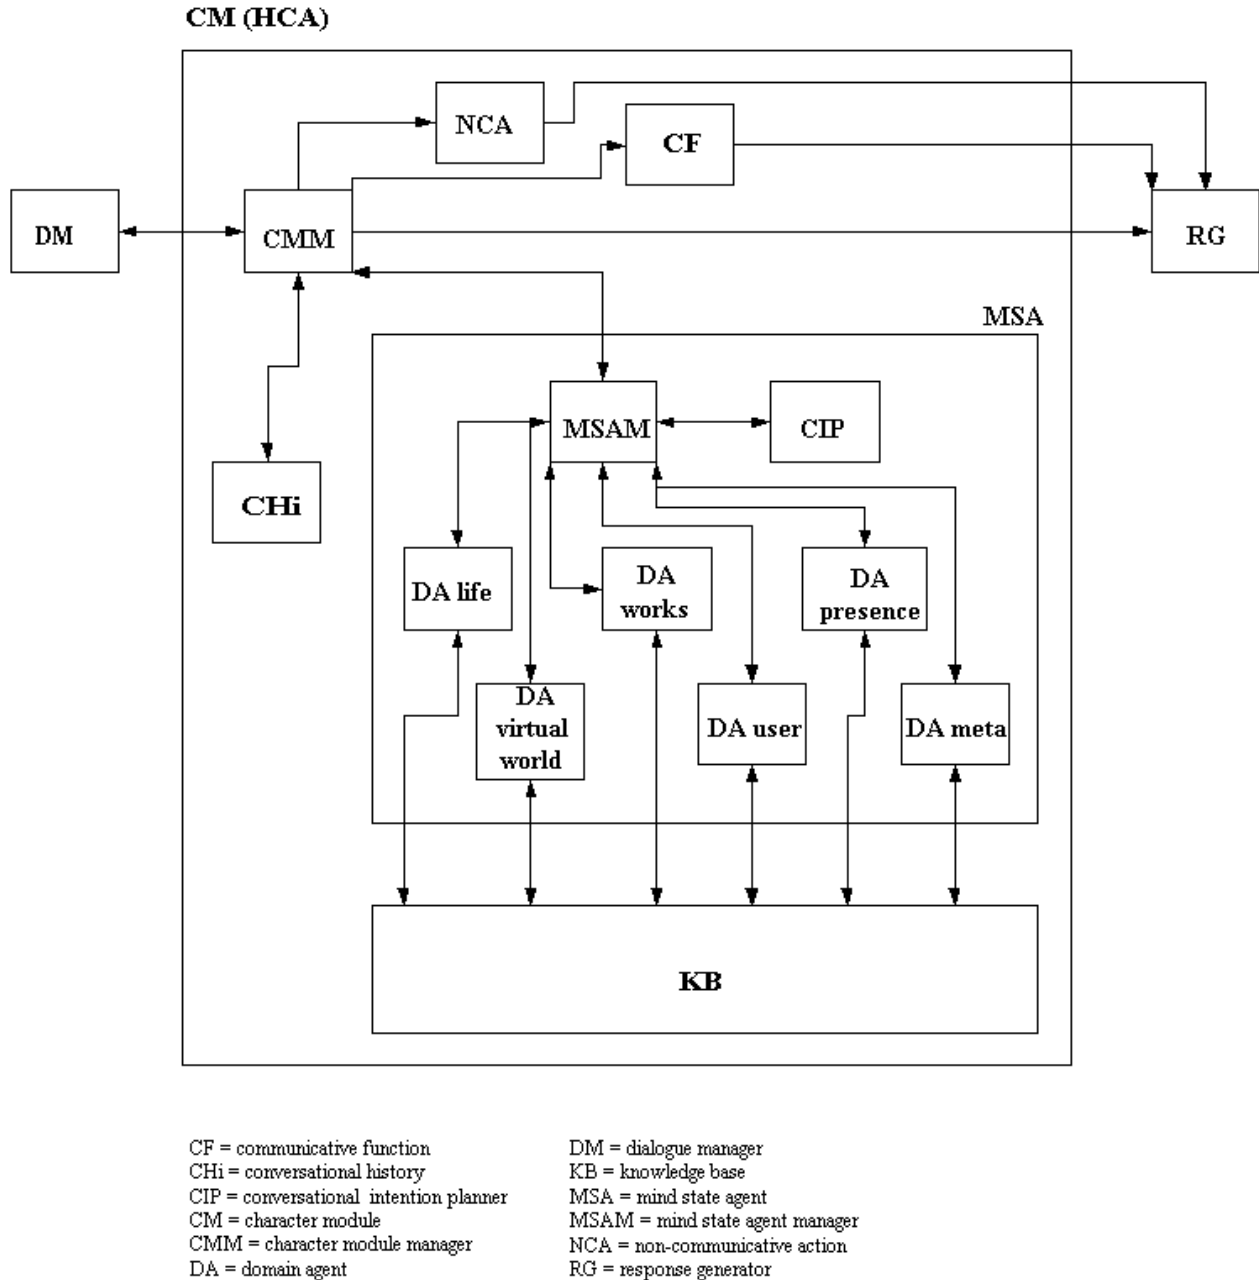 CM (HCA)
NCA
CF
DM
CMM
RG
MSA
MSAM
CIP
CHi
DA life
DA
works
DA
presence
DA
virtual
world
DA user
DA meta
KB
CF = communicative function
CHi = conversational history
CIP = conversational intention planner
CM = character module
CMM = character module manager
DA = domain agent
DM = dialogue manager
KB = knowledge base
MSA = mind state agent
MSAM = mind state agent manager
NCA = non-communicative action
RG = response generator